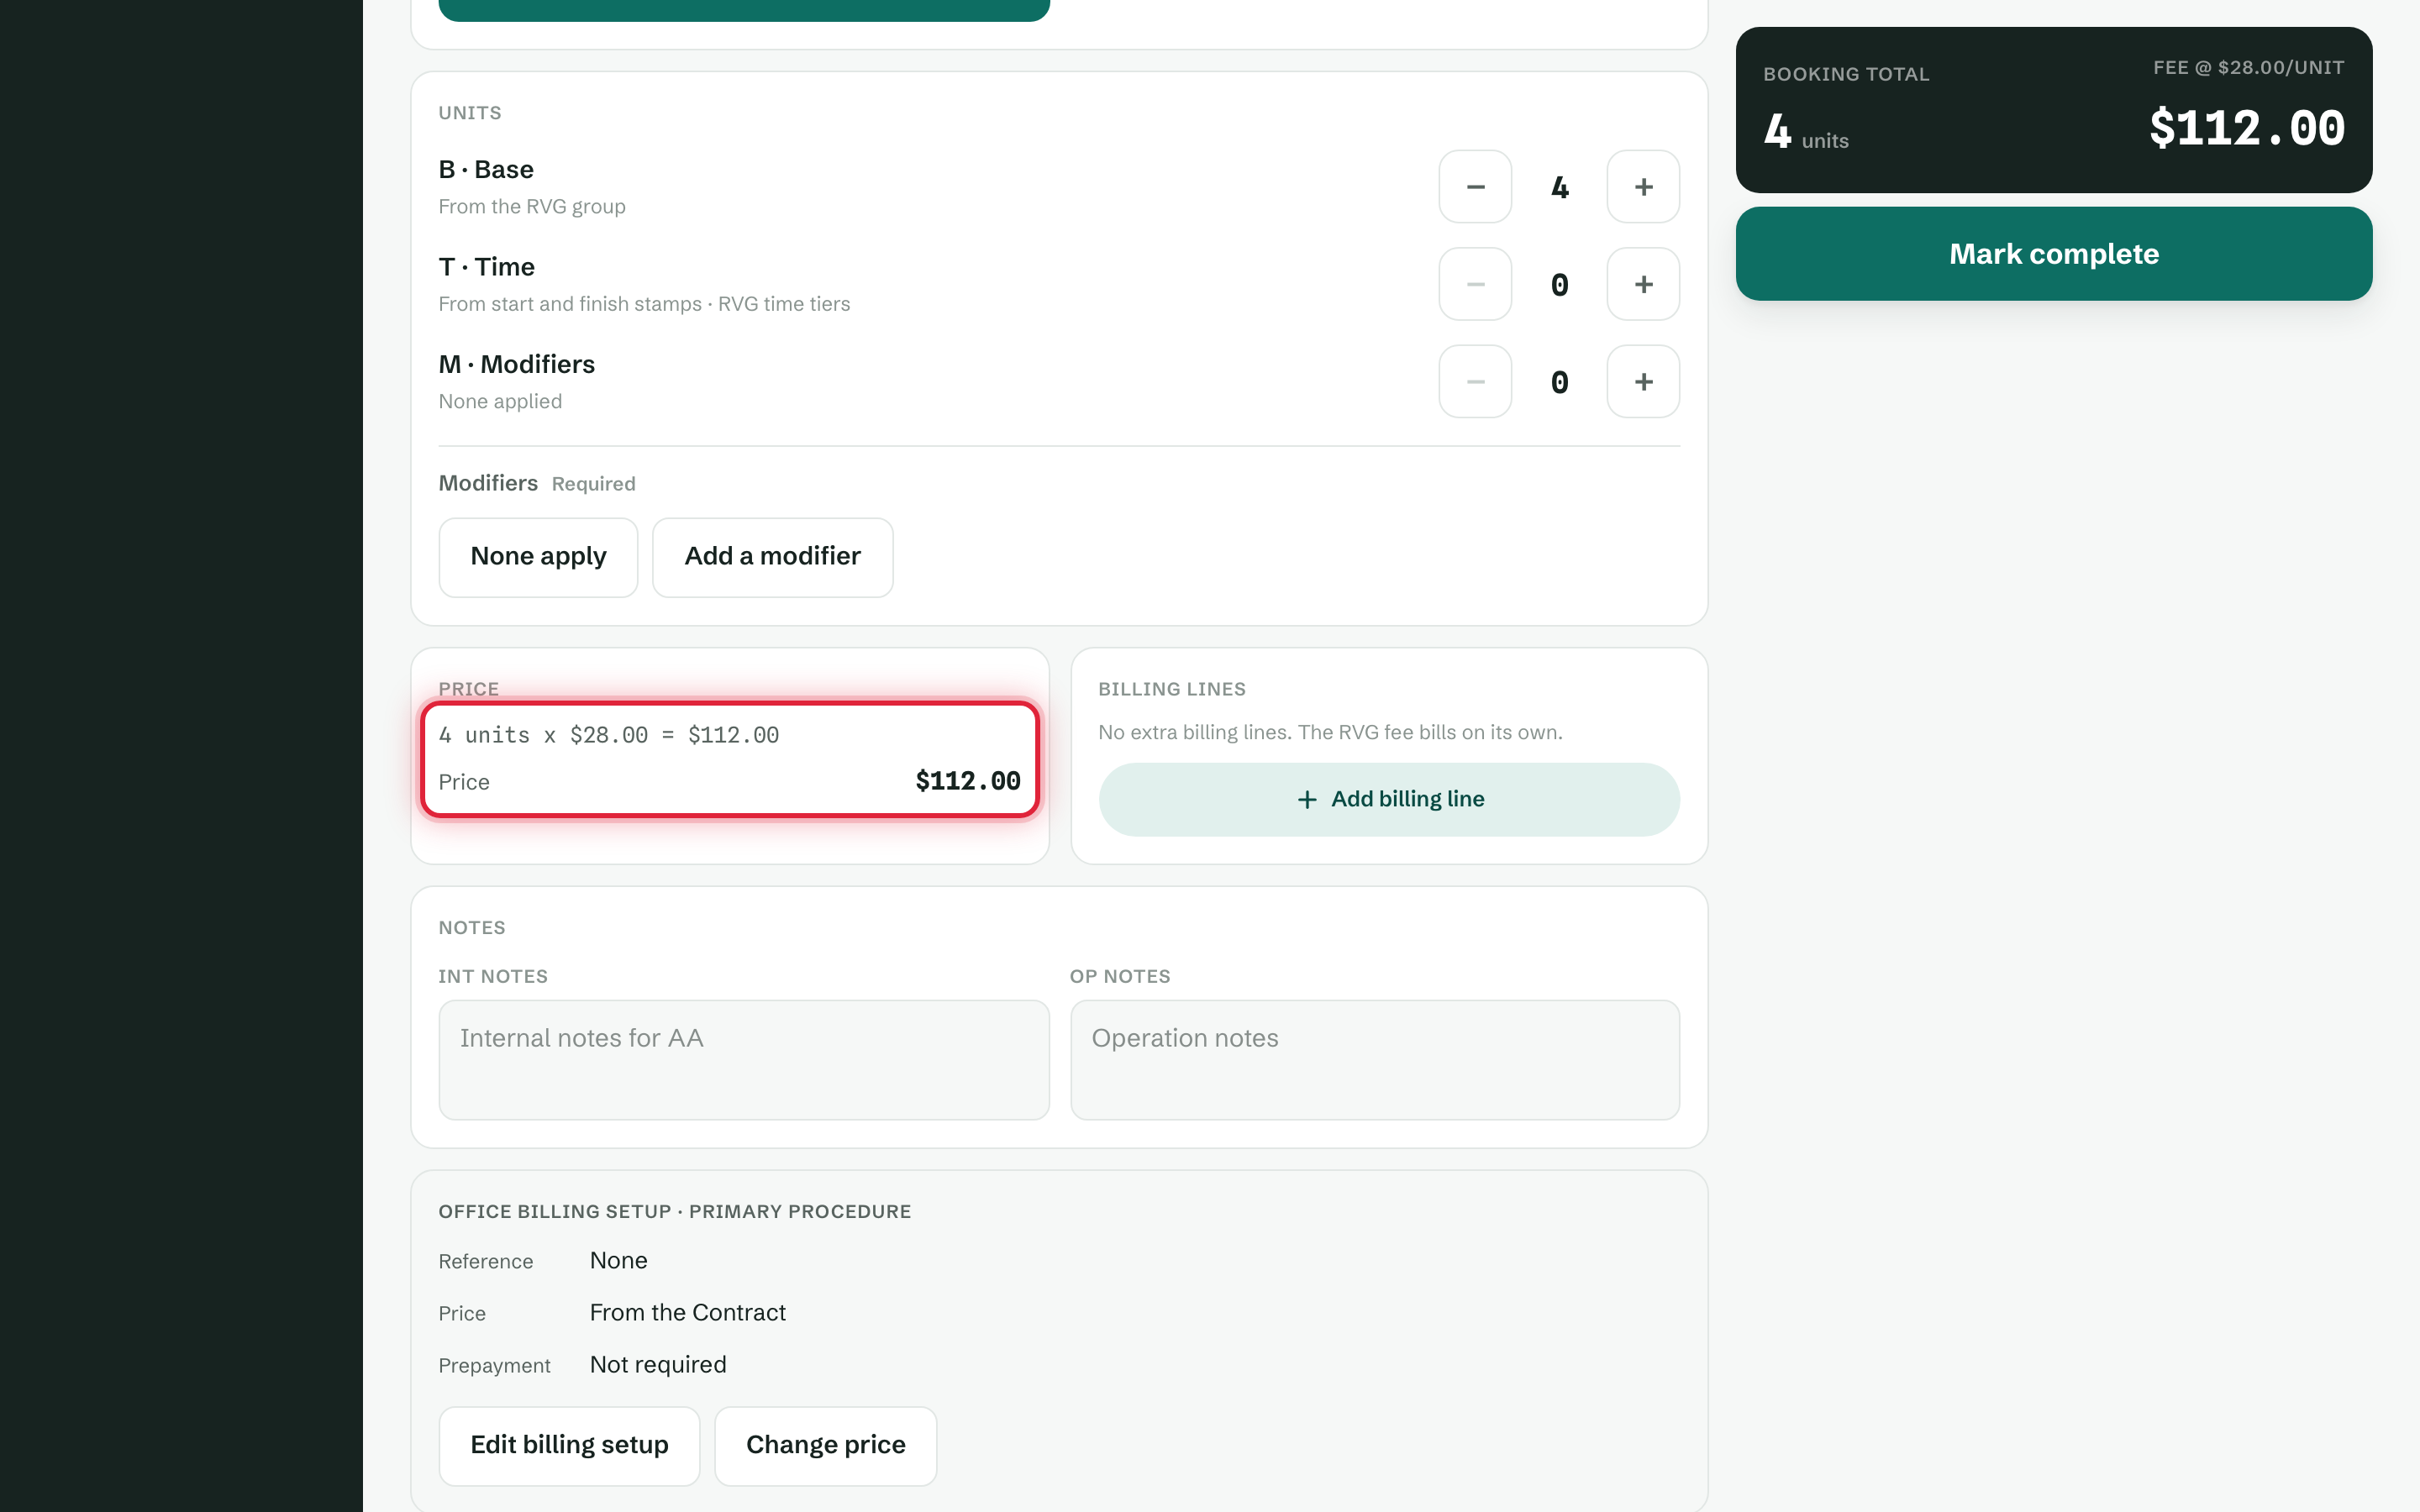 UNITS
B · Base
From the RVG group
− 4 +
T · Time
From start and finish stamps · RVG time tiers
− 0 +
M · Modifiers
None applied
− 0 +
Modifiers Required
None apply
Add a modifier
PRICE
4 units x $28.00 = $112.00
Price $112.00
BILLING LINES
No extra billing lines. The RVG fee bills on its own.
+ Add billing line
NOTES
INT NOTES
Internal notes for AA
OP NOTES
Operation notes
OFFICE BILLING SETUP · PRIMARY PROCEDURE
Reference None
Price From the Contract
Prepayment Not required
Edit billing setup
Change price
BOOKING TOTAL
4 units
FEE @ $28.00/UNIT
$112.00
Mark complete